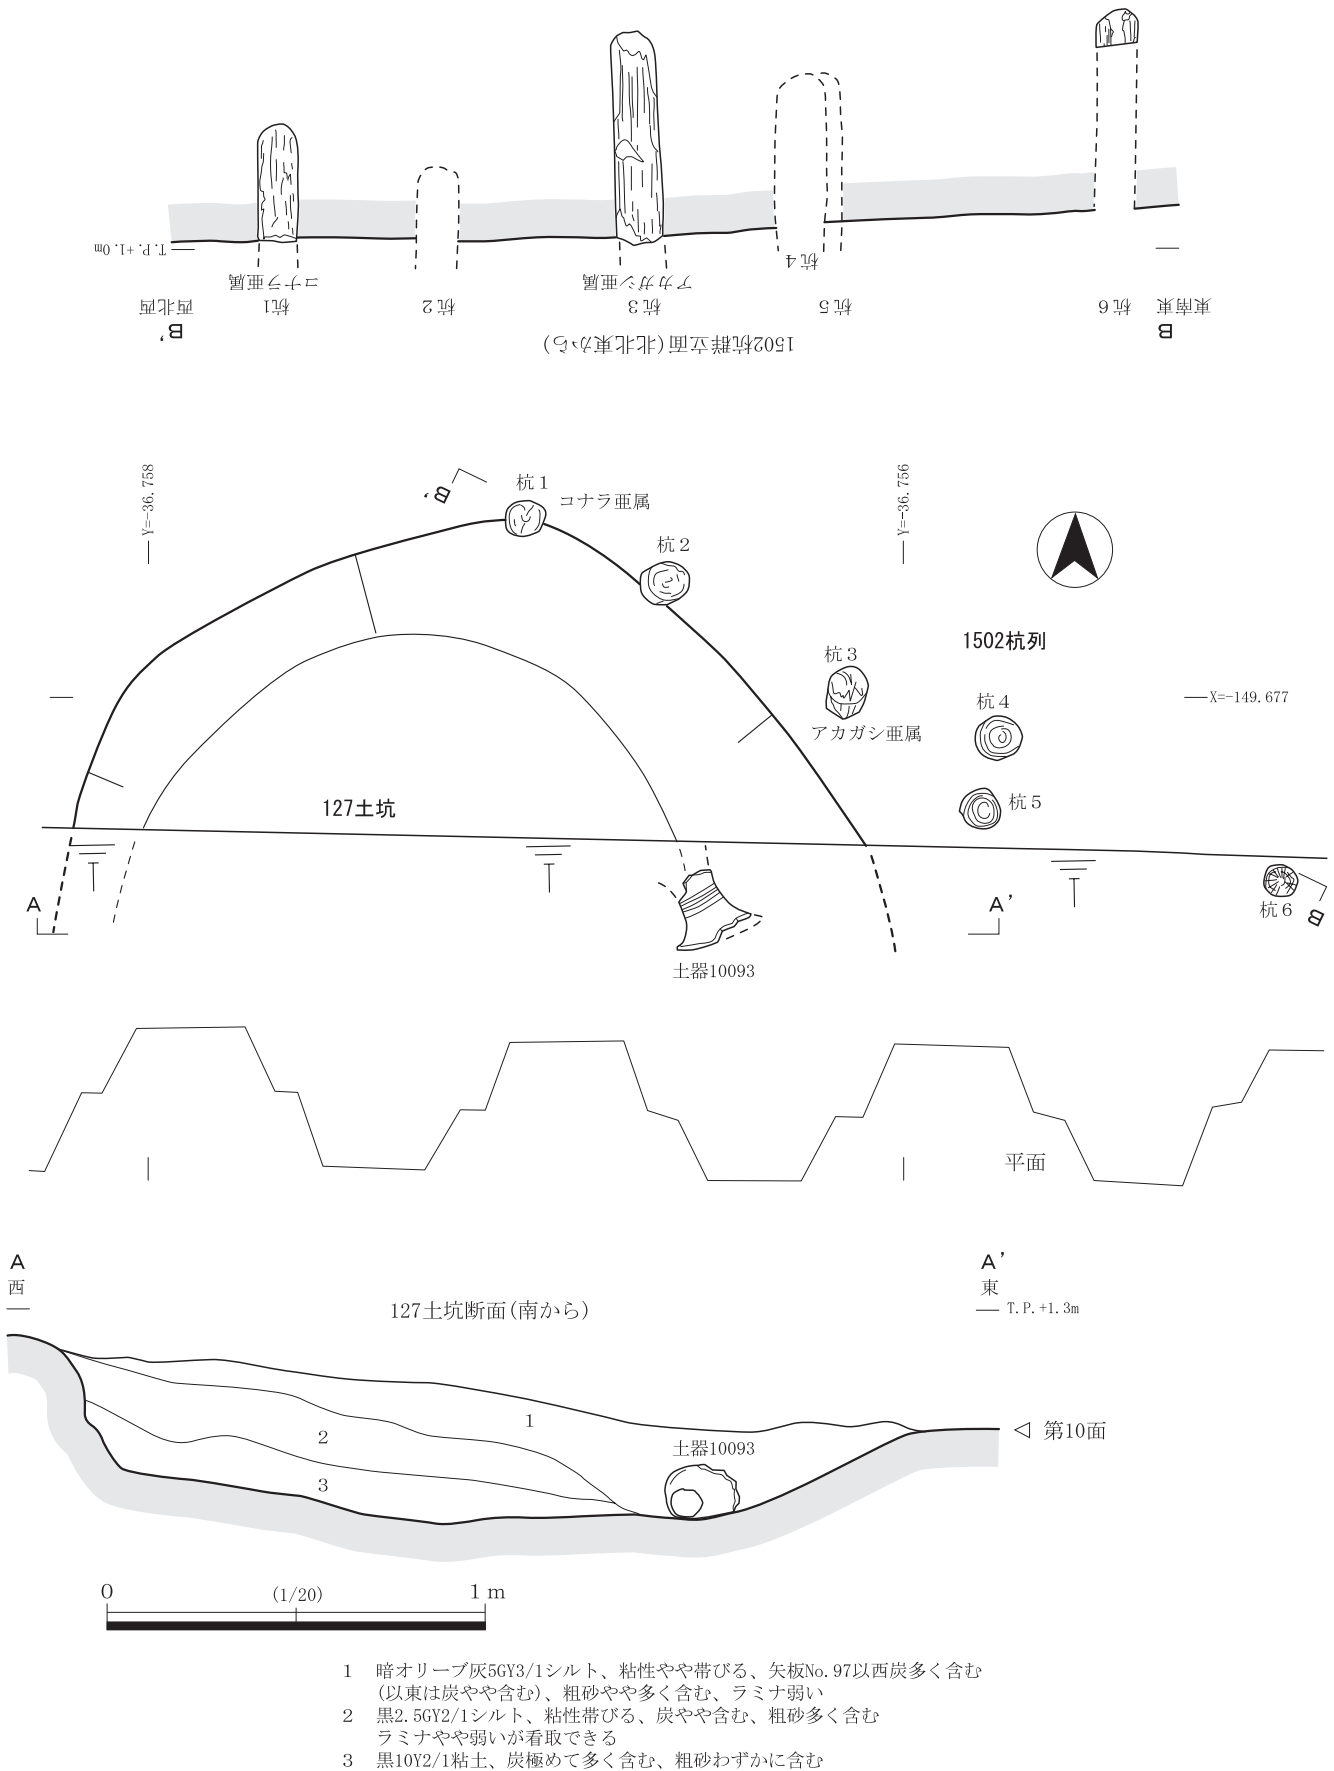 T.P.+1.0m
コナラ亜属
アカガシ亜属
杭4
西北西
杭1
杭2
杭3
杭5
杭6
東南東
B’
B
1502杭群立面(北北東から)
Y=-36.758
Y=-36.756
B’
杭1
コナラ亜属
杭2
1502杭列
杭3
アカガシ亜属
杭4
X=-149.677
杭5
127土坑
A
A’
杭6
B
土器10093
平面
A
西
A’
東
T.P.+1.3m
127土坑断面(南から)
1
2
3
土器10093
◁ 第10面
0
(1/20)
1m
1 暗オリーブ灰5GY3/1シルト、粘性やや帯びる、矢板No.97以西炭多く含む
(以東は炭やや含む)、粗砂やや多く含む、ラミナ弱い
2 黒2.5GY2/1シルト、粘性帯びる、炭やや含む、粗砂多く含む
ラミナやや弱いが看取できる
3 黒10Y2/1粘土、炭極めて多く含む、粗砂わずかに含む